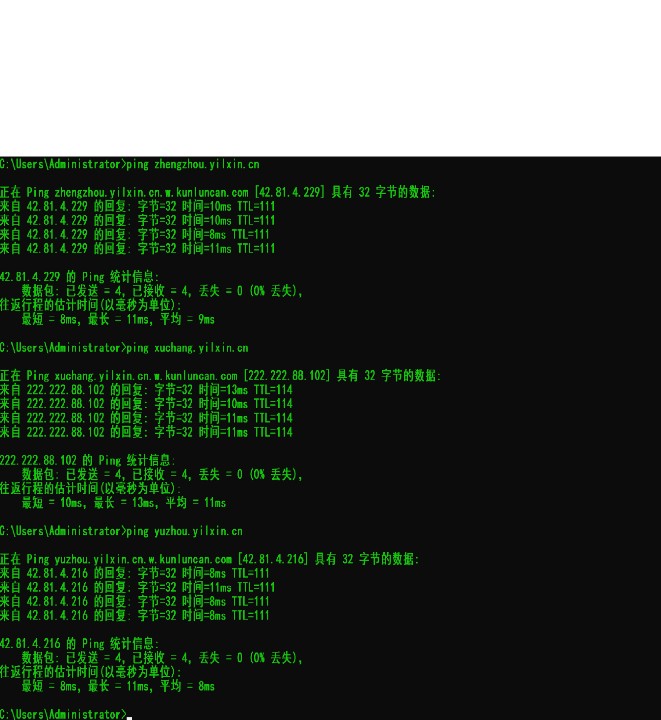 C:\Users\Administrator>ping zhengzhou.yilxin.cn
正在 Ping zhengzhou.yilxin.cn.w.kunluncan.com [42.81.4.229] 具有 32 字节的数据:
来自 42.81.4.229 的回复: 字节=32 时间=10ms TTL=111
来自 42.81.4.229 的回复: 字节=32 时间=10ms TTL=111
来自 42.81.4.229 的回复: 字节=32 时间=8ms TTL=111
来自 42.81.4.229 的回复: 字节=32 时间=11ms TTL=111
42.81.4.229 的 Ping 统计信息:
数据包: 已发送 = 4, 已接收 = 4, 丢失 = 0 (0% 丢失),
往返行程的估计时间(以毫秒为单位):
最短 = 8ms, 最长 = 11ms, 平均 = 9ms
C:\Users\Administrator>ping xuchang.yilxin.cn
正在 Ping xuchang.yilxin.cn.w.kunluncan.com [222.222.88.102] 具有 32 字节的数据:
来自 222.222.88.102 的回复: 字节=32 时间=13ms TTL=114
来自 222.222.88.102 的回复: 字节=32 时间=10ms TTL=114
来自 222.222.88.102 的回复: 字节=32 时间=11ms TTL=114
来自 222.222.88.102 的回复: 字节=32 时间=11ms TTL=114
222.222.88.102 的 Ping 统计信息:
数据包: 已发送 = 4, 已接收 = 4, 丢失 = 0 (0% 丢失),
往返行程的估计时间(以毫秒为单位):
最短 = 10ms, 最长 = 13ms, 平均 = 11ms
C:\Users\Administrator>ping yuzhou.yilxin.cn
正在 Ping yuzhou.yilxin.cn.w.kunluncan.com [42.81.4.216] 具有 32 字节的数据:
来自 42.81.4.216 的回复: 字节=32 时间=8ms TTL=111
来自 42.81.4.216 的回复: 字节=32 时间=11ms TTL=111
来自 42.81.4.216 的回复: 字节=32 时间=8ms TTL=111
来自 42.81.4.216 的回复: 字节=32 时间=8ms TTL=111
42.81.4.216 的 Ping 统计信息:
数据包: 已发送 = 4, 已接收 = 4, 丢失 = 0 (0% 丢失),
往返行程的估计时间(以毫秒为单位):
最短 = 8ms, 最长 = 11ms, 平均 = 8ms
C:\Users\Administrator>